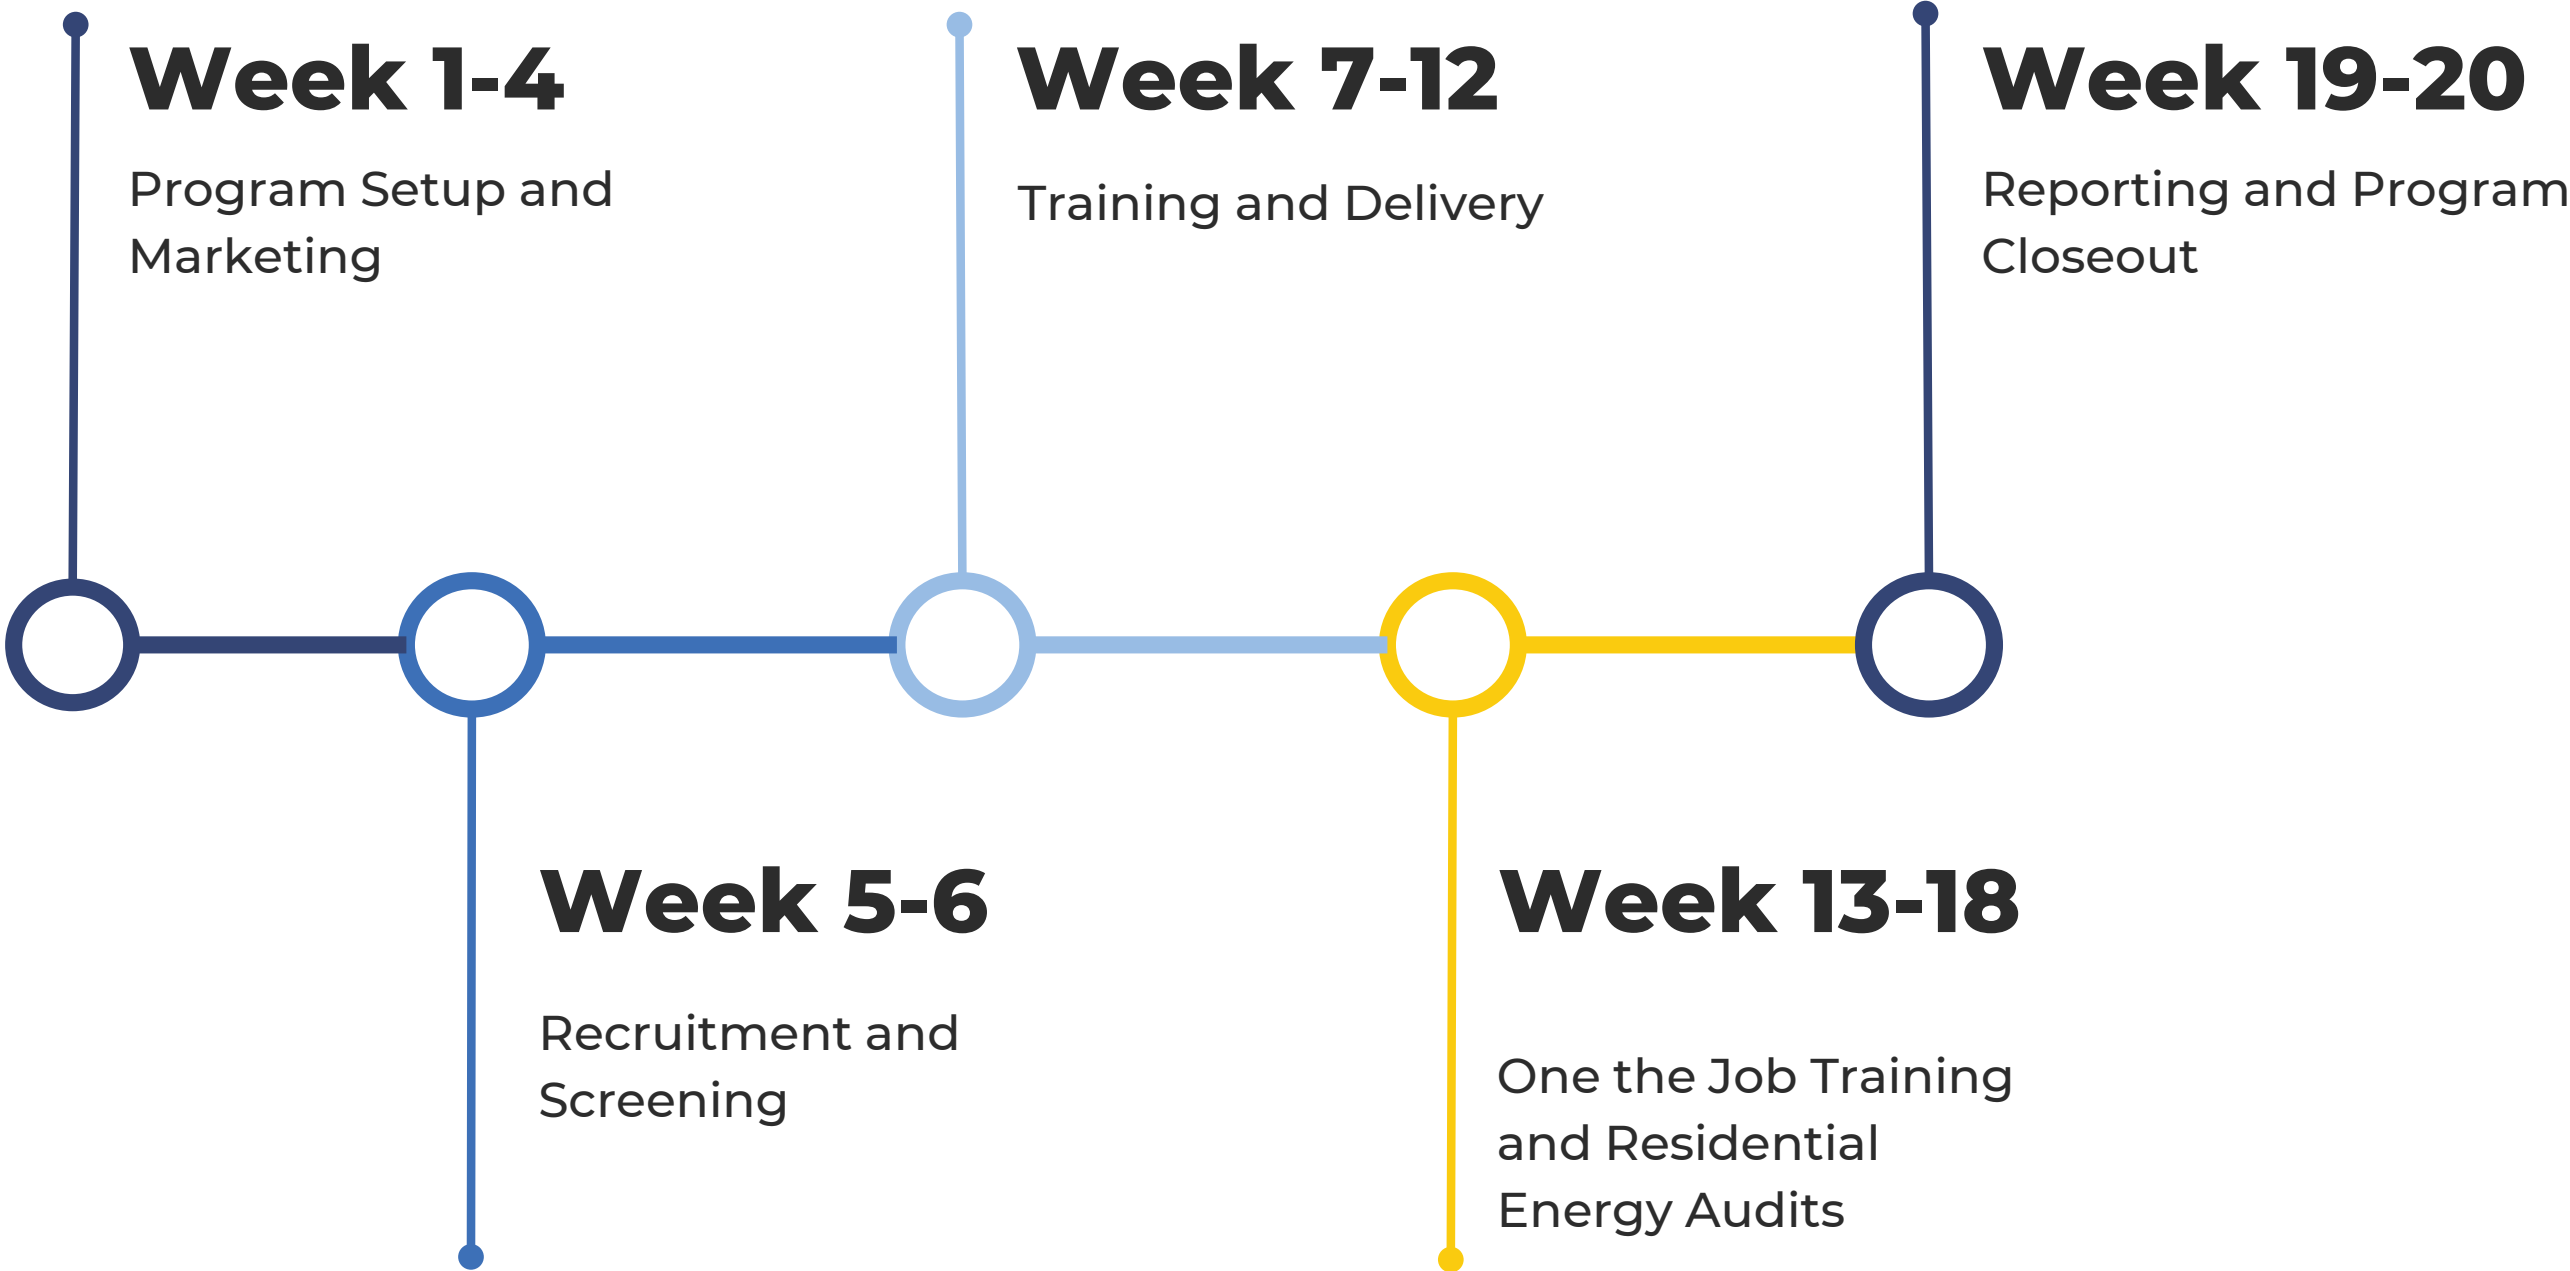 Week 1-4
Program Setup and
Marketing
Week 5-6
Recruitment and
Screening
Week 7-12
Training and Delivery
Week 13-18
One the Job Training
and Residential
Energy Audits
Week 19-20
Reporting and Program
Closeout